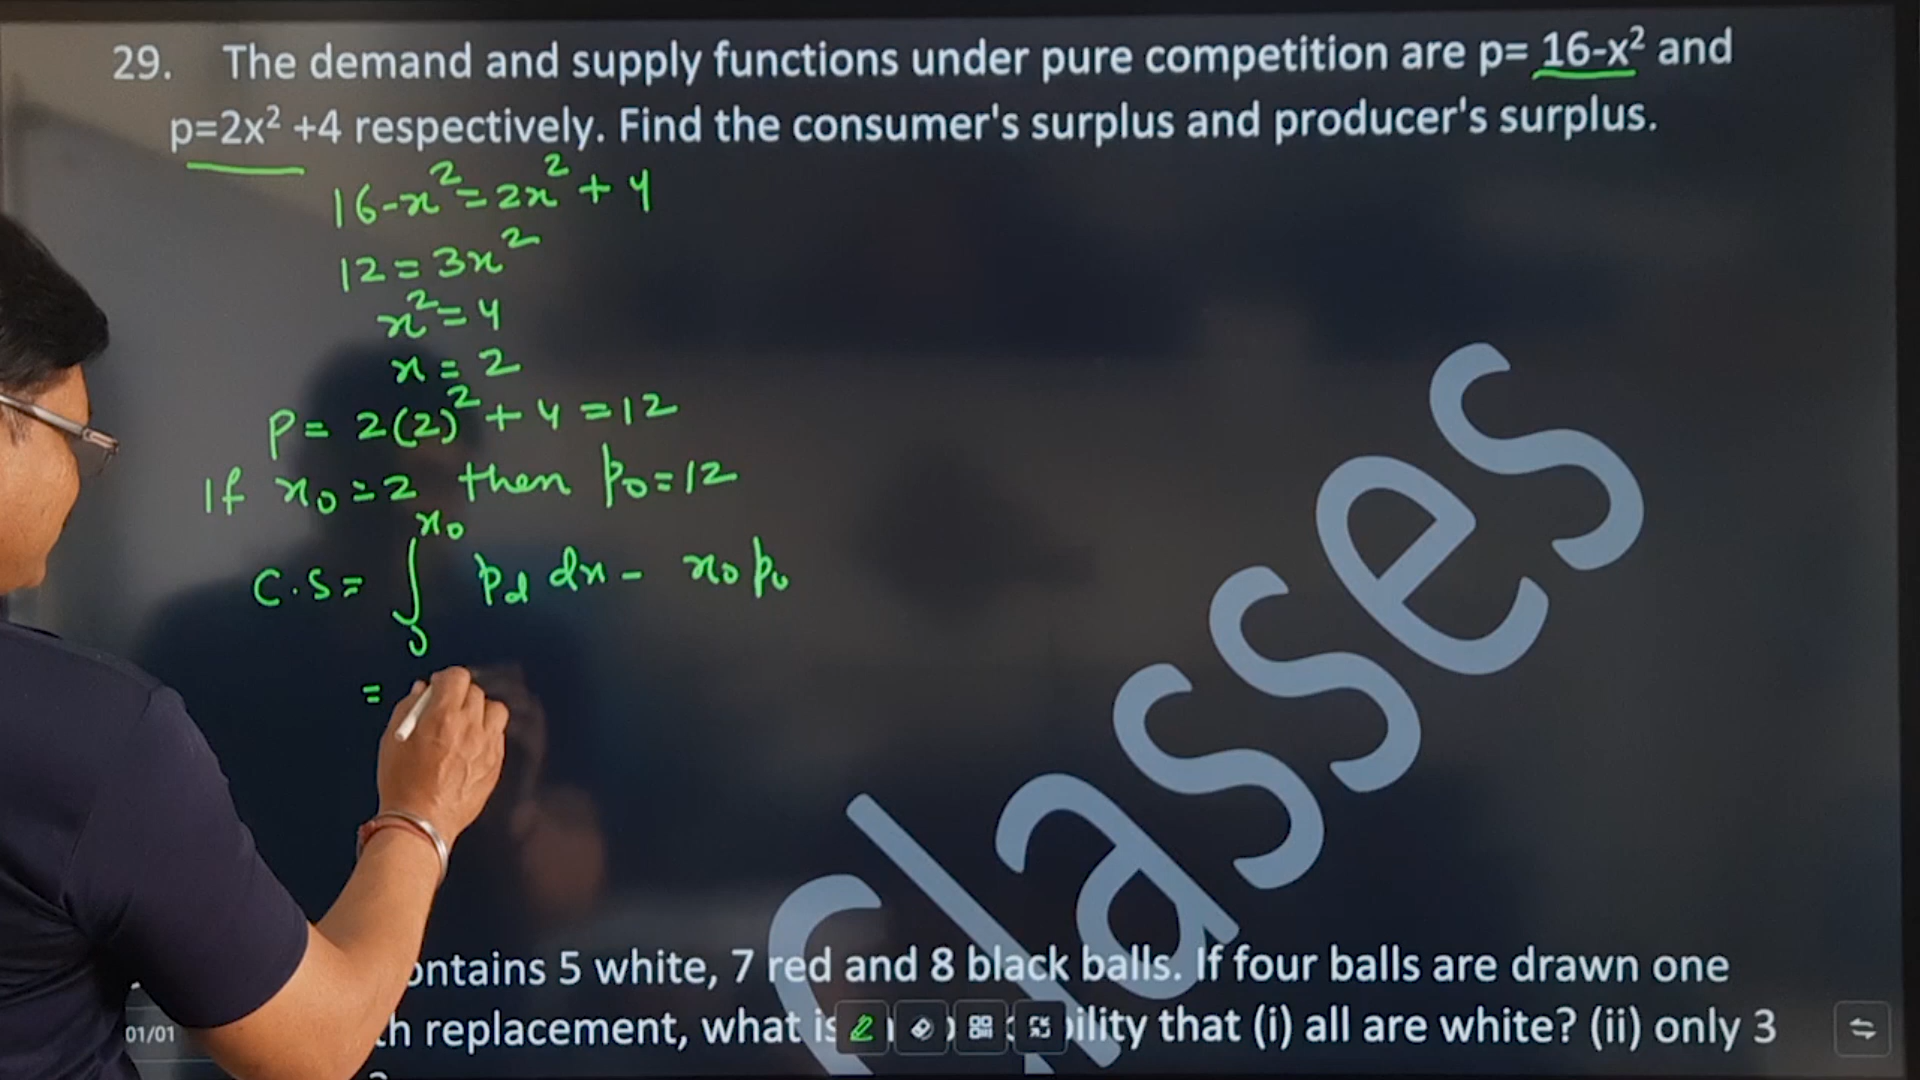 29. The demand and supply functions under pure competition are p= 16-x² and
p=2x² +4 respectively. Find the consumer's surplus and producer's surplus.
16-x²=2x²+4
12=3x²
x²=4
x=2
P=2(2)²+4=12
If x₀=2 then p₀=12
C.S= ∫₀^x₀ pd dx - x₀p₀
=
classes
ontains 5 white, 7 red and 8 black balls. If four balls are drawn one
h replacement, what is ility that (i) all are white? (ii) only 3
01/01